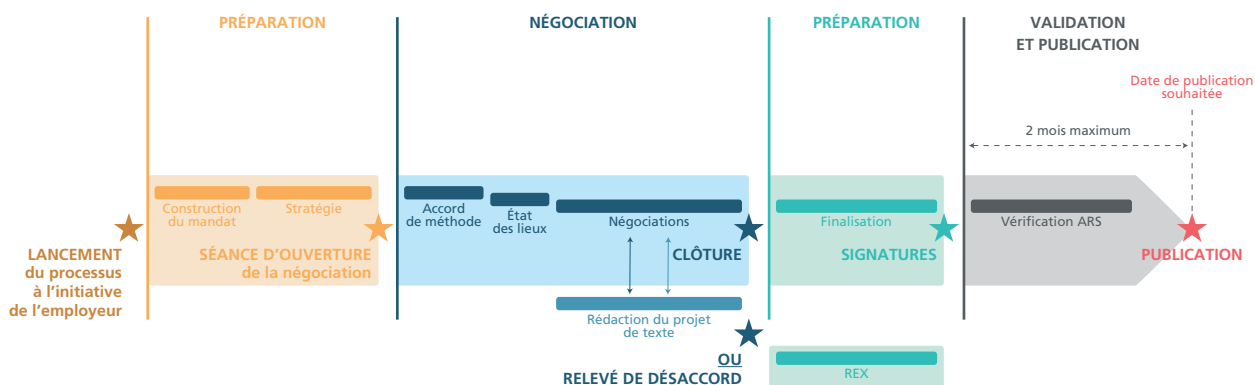 PRÉPARATION
NÉGOCIATION
PRÉPARATION
VALIDATION
ET PUBLICATION
Date de publication
souhaitée
2 mois maximum
Construction
du mandat
Stratégie
Accord
de méthode
État
des lieux
Négociations
Finalisation
Vérification ARS
LANCEMENT
du processus
à l’initiative
de l’employeur
SÉANCE D’OUVERTURE
de la négociation
CLÔTURE
SIGNATURES
PUBLICATION
Rédaction du projet
de texte
OU
RELEVÉ DE DÉSACCORD
REX